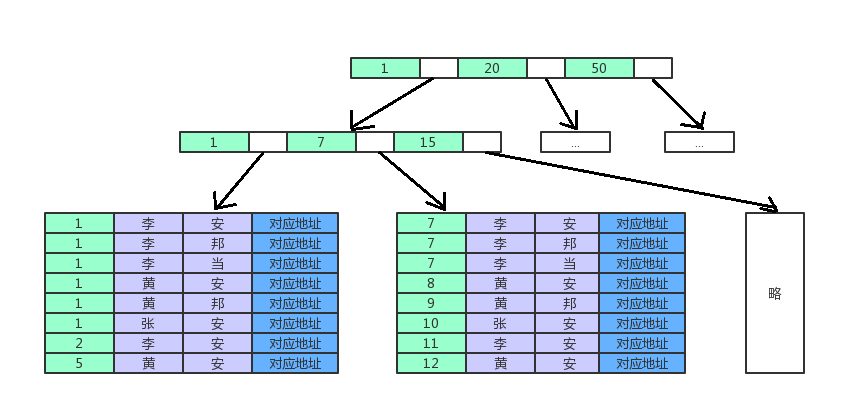 1 20 50
1 7 15 ... ...
1 李 安 对应地址 7 李 安 对应地址
1 李 邦 对应地址 7 李 邦 对应地址
1 李 当 对应地址 7 李 当 对应地址
1 黄 安 对应地址 8 黄 安 对应地址
1 黄 邦 对应地址 9 黄 邦 对应地址
1 张 安 对应地址 10 张 安 对应地址
2 李 安 对应地址 11 李 安 对应地址
5 黄 安 对应地址 12 黄 安 对应地址
略